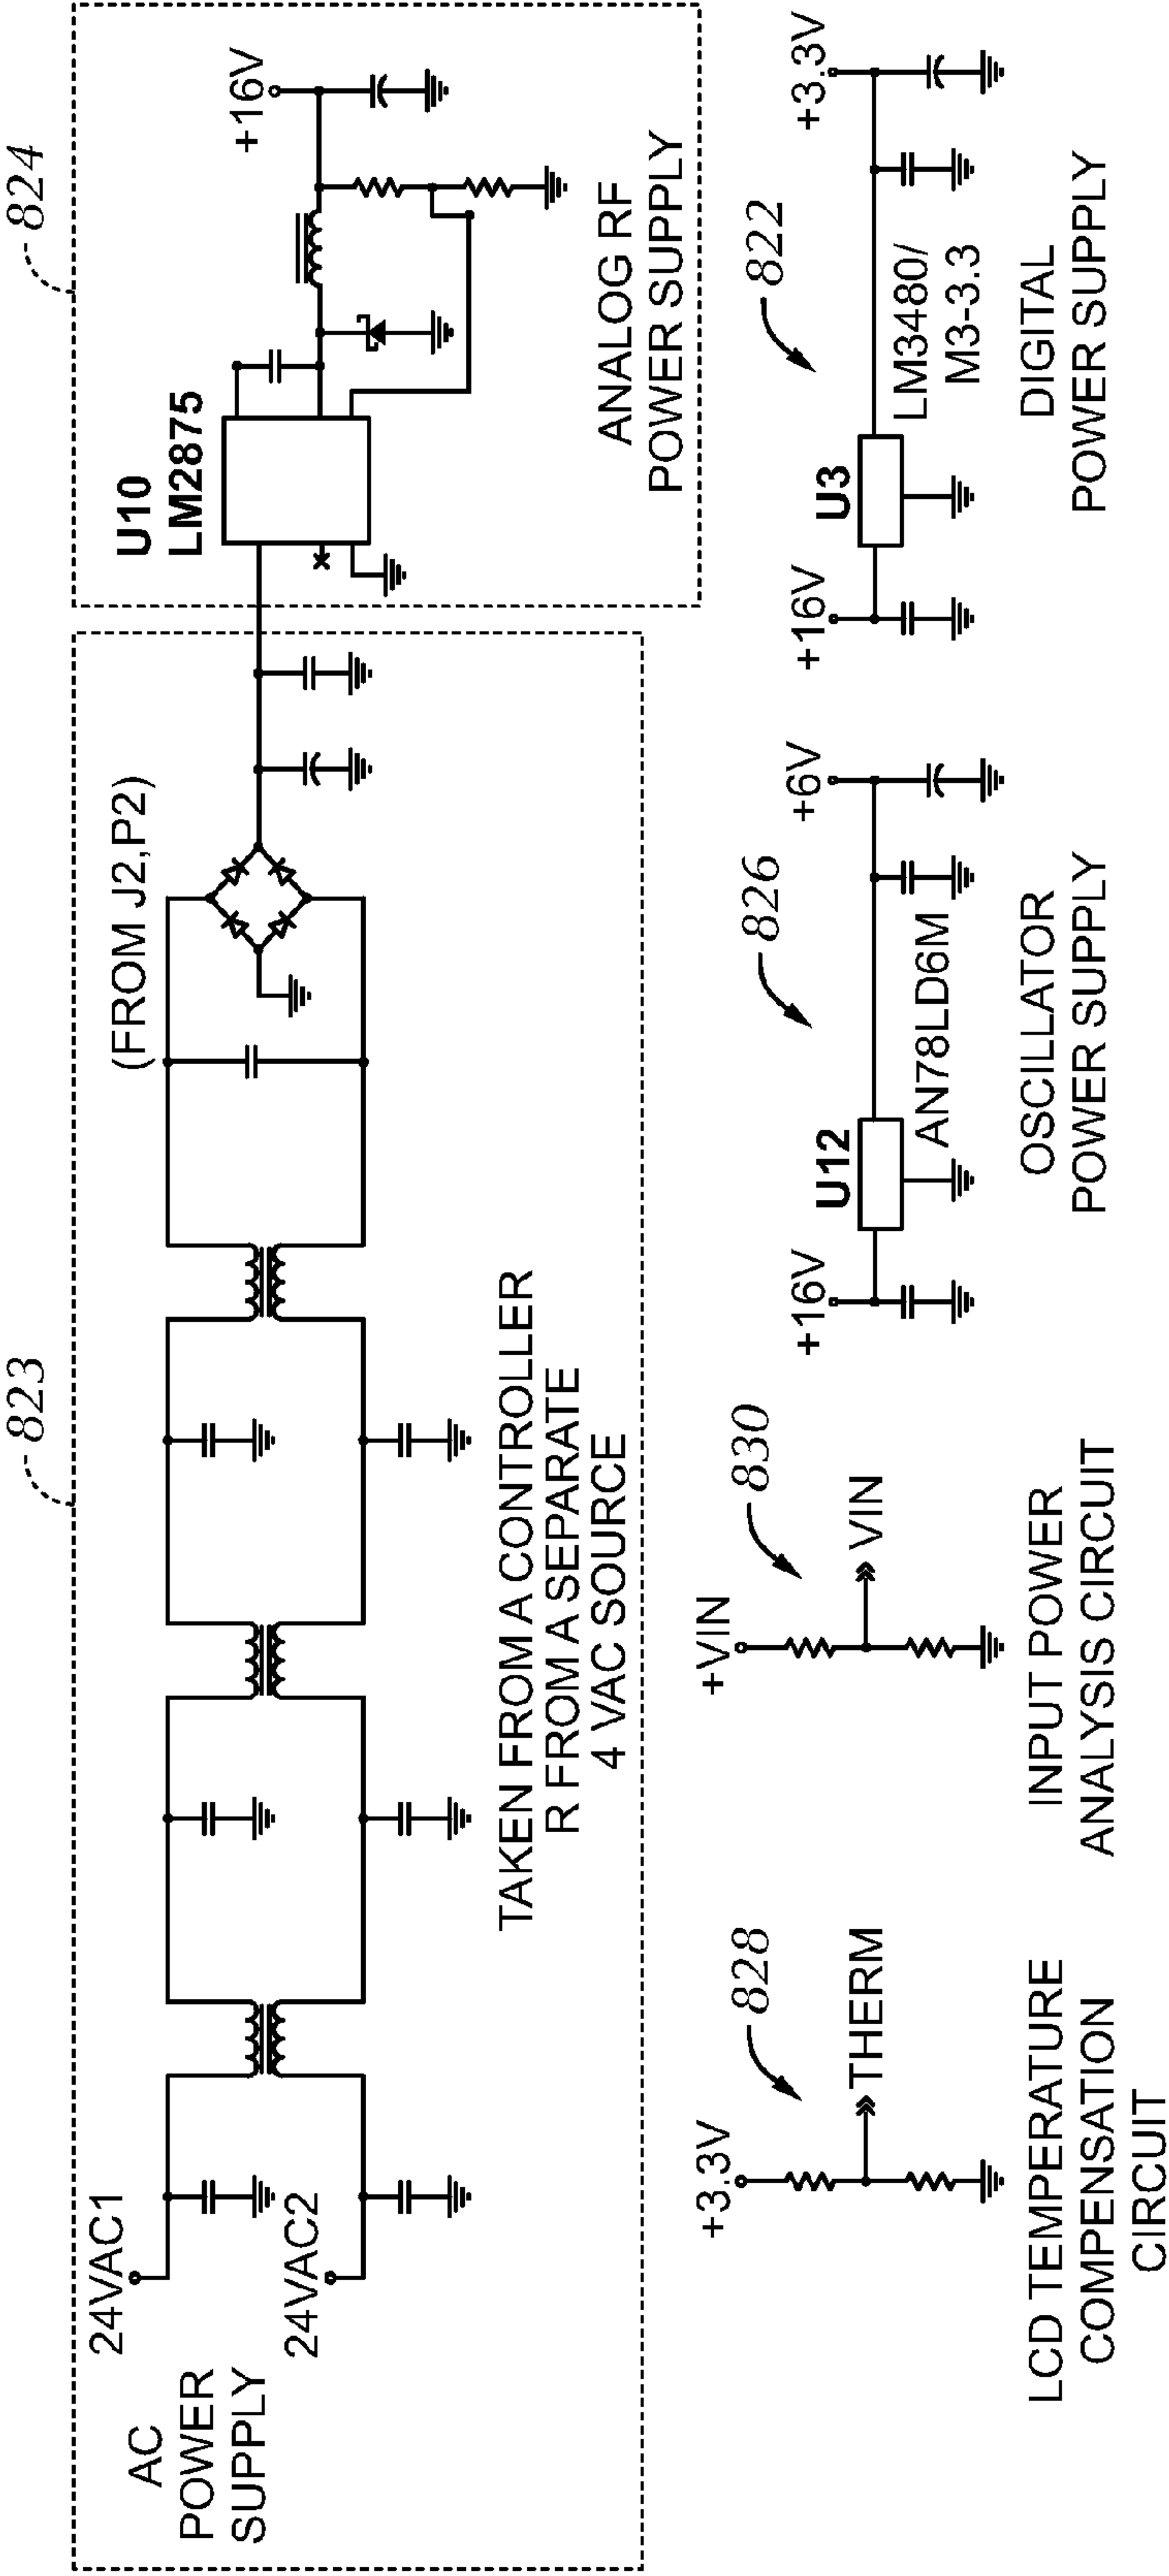 823
824
AC
POWER
SUPPLY
24VAC1
24VAC2
(FROM J2,P2)
TAKEN FROM A CONTROLLER
R FROM A SEPARATE
4 VAC SOURCE
U10
LM2875
+16V
ANALOG RF
POWER SUPPLY
828
+3.3V
THERM
LCD TEMPERATURE
COMPENSATION
CIRCUIT
830
+VIN
VIN
INPUT POWER
ANALYSIS CIRCUIT
826
+16V
U12
AN78LD6M
+6V
OSCILLATOR
POWER SUPPLY
822
+16V
U3
LM3480/
M3-3.3
+3.3V
DIGITAL
POWER SUPPLY